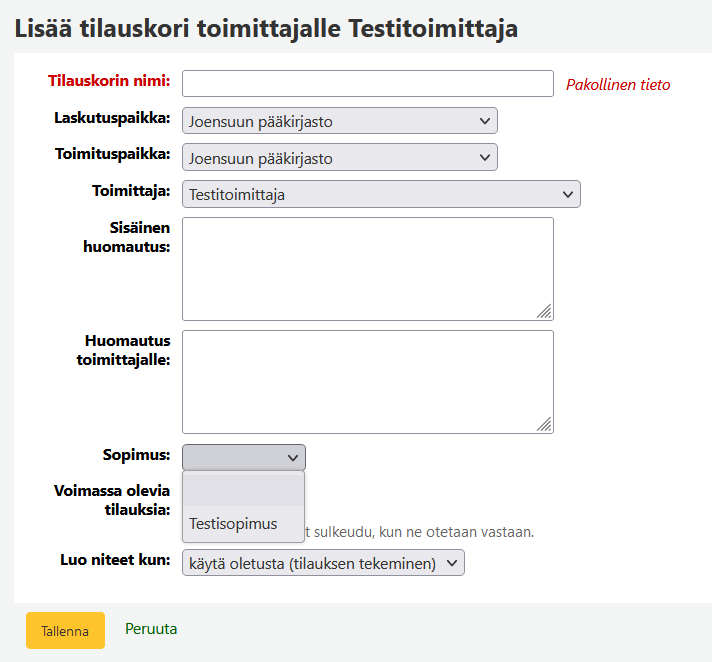 Lisää tilauskori toimittajalle Testitoimittaja
Tilauskorin nimi:
Pakollinen tieto
Laskutuspaikka:
Joensuun pääkirjasto
Toimituspaikka:
Joensuun pääkirjasto
Toimittaja:
Testitoimittaja
Sisäinen
huomautus:
Huomautus
toimittajalle:
Sopimus:
Testisopimus
Voimassa olevia
tilauksia:
sulkeudu, kun ne otetaan vastaan.
Luo niteet kun:
käytä oletusta (tilauksen tekeminen)
Tallenna
Peruuta